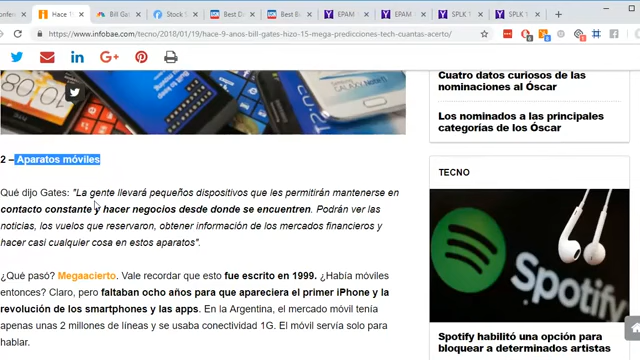 onfere
Hace 1
Bill Gat
Stock S
Best Da
Best Bu
EPAM
EPAM
SPLK 1
SPLK 1
https://www.infobae.com/tecno/2018/01/19/hace-9-anos-bill-gates-hizo-15-mega-predicciones-tech-cuantas-acerto/
Cuatro datos curiosos de las
nominaciones al Óscar
Los nominados a las principales
categorías de los Óscar
2 – Aparatos móviles
Qué dijo Gates: "La gente llevará pequeños dispositivos que les permitirán mantenerse en
contacto constante y hacer negocios desde donde se encuentren. Podrán ver las
noticias, los vuelos que reservaron, obtener información de los mercados financieros y
hacer casi cualquier cosa en estos aparatos".
¿Qué pasó? Megaacierto. Vale recordar que esto fue escrito en 1999. ¿Había móviles
entonces? Claro, pero faltaban ocho años para que apareciera el primer iPhone y la
revolución de los smartphones y las apps. En la Argentina, el mercado móvil tenía
apenas unas 2 millones de líneas y se usaba conectividad 1G. El móvil servía solo para
hablar.
TECNO
Spotify
Spotify habilitó una opción para
bloquear a determinados artistas